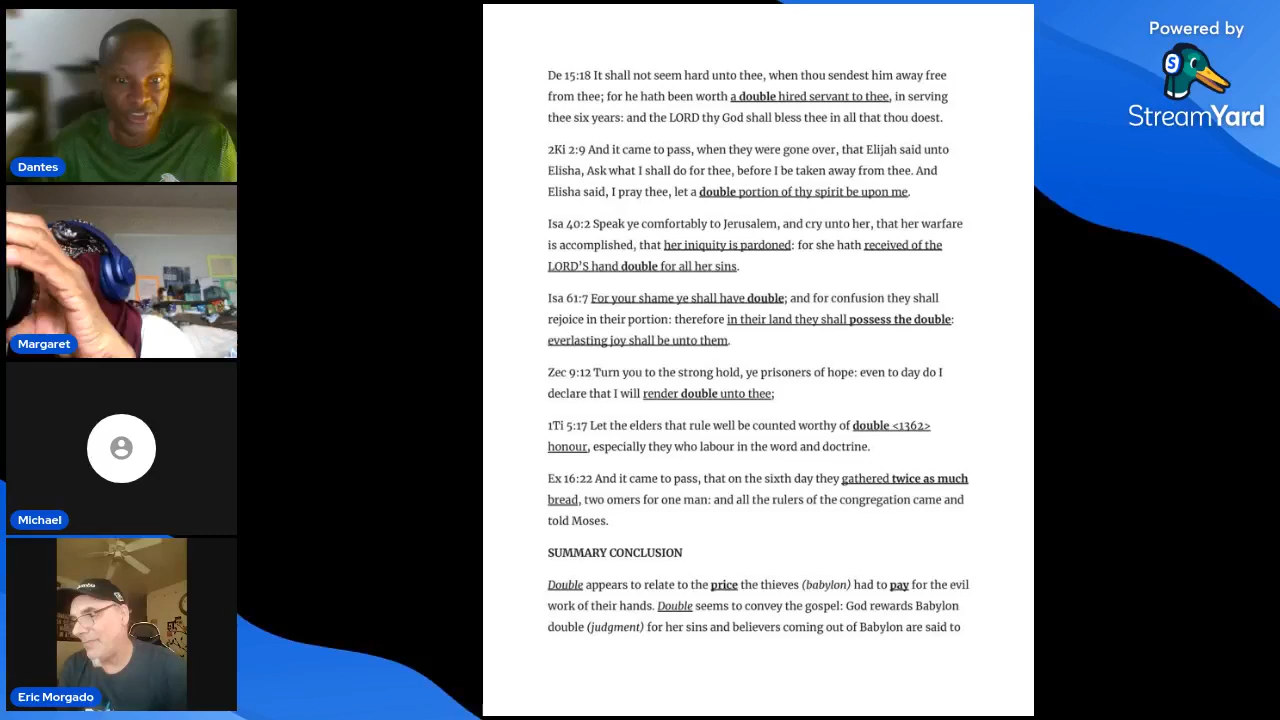 Dantes
Margaret
Michael
Eric Morgado
De 15:18 It shall not seem hard unto thee, when thou sendest him away free
from thee; for he hath been worth a double hired servant to thee, in serving
thee six years: and the LORD thy God shall bless thee in all that thou doest.
2Ki 2:9 And it came to pass, when they were gone over, that Elijah said unto
Elisha, Ask what I shall do for thee, before I be taken away from thee. And
Elisha said, I pray thee, let a double portion of thy spirit be upon me.
Isa 40:2 Speak ye comfortably to Jerusalem, and cry unto her, that her warfare
is accomplished, that her iniquity is pardoned: for she hath received of the
LORD'S hand double for all her sins.
Isa 61:7 For your shame ye shall have double; and for confusion they shall
rejoice in their portion: therefore in their land they shall possess the double:
everlasting joy shall be unto them.
Zec 9:12 Turn you to the strong hold, ye prisoners of hope: even to day do I
declare that I will render double unto thee;
1Ti 5:17 Let the elders that rule well be counted worthy of double <1362>
honour, especially they who labour in the word and doctrine.
Ex 16:22 And it came to pass, that on the sixth day they gathered twice as much
bread, two omers for one man: and all the rulers of the congregation came and
told Moses.
SUMMARY CONCLUSION
Double appears to relate to the price the thieves (babylon) had to pay for the evil
work of their hands. Double seems to convey the gospel: God rewards Babylon
double (judgment) for her sins and believers coming out of Babylon are said to
Powered by
S
StreamYard